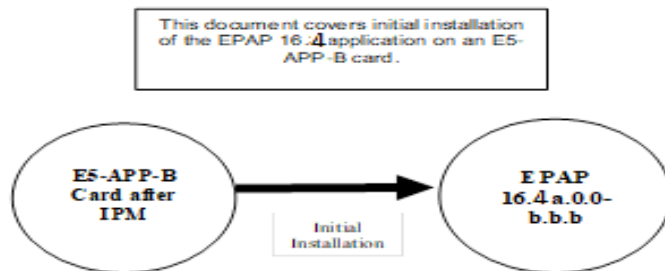 This document covers initial installation
of the EPAP 16.4 application on an E5-
APP-B card.
E5-APP-B
Card after
IPM
Initial
Installation
EPAP
16.4 a.0.0-
b.b.b